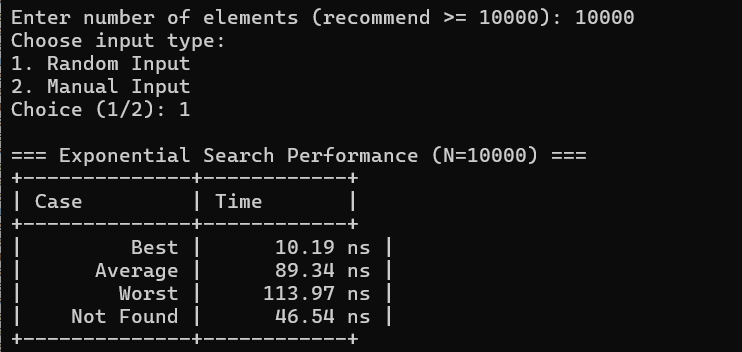 Enter number of elements (recommend >= 10000): 10000
Choose input type:
1. Random Input
2. Manual Input
Choice (1/2): 1

=== Exponential Search Performance (N=10000) ===
+--------------+------------+
| Case         | Time       |
+--------------+------------+
|         Best |      10.19 ns |
|      Average |      89.34 ns |
|        Worst |     113.97 ns |
|    Not Found |      46.54 ns |
+--------------+------------+